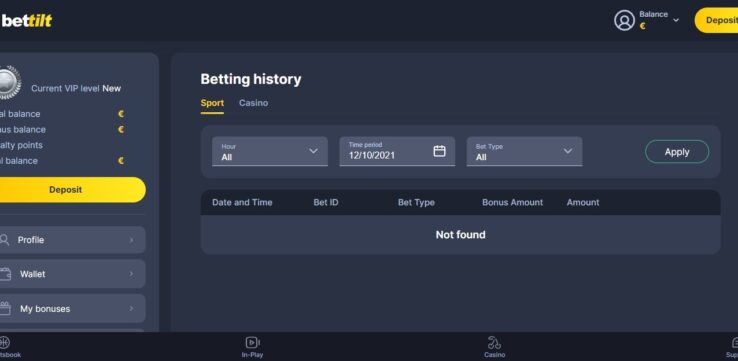 bettilt
Balance
€
Deposit
Current VIP level New
al balance €
nus balance €
alty points
al balance €
Deposit
Profile
Wallet
My bonuses
Betting history
Sport Casino
Hour
All
Time period
12/10/2021
Bet Type
All
Apply
Date and Time Bet ID Bet Type Bonus Amount Amount
Not found
tsbook In-Play Casino Sup